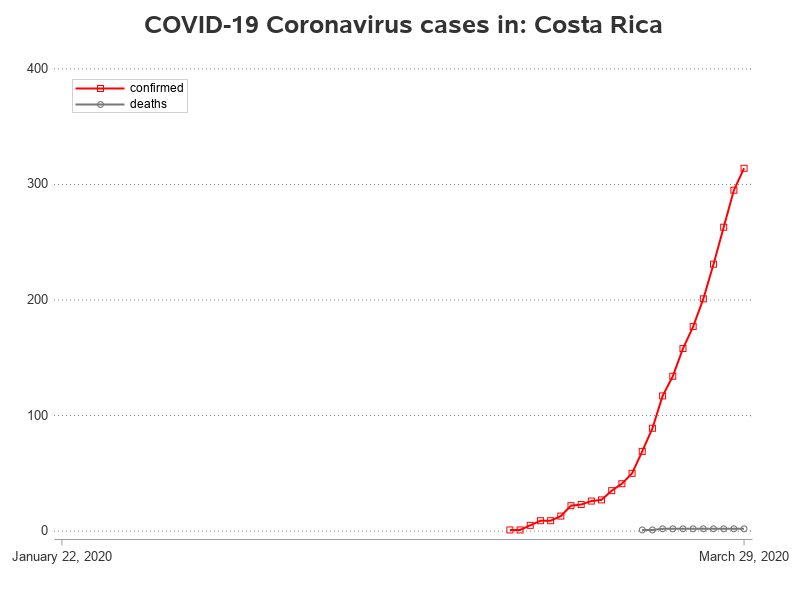 COVID-19 Coronavirus cases in: Costa Rica
400
confirmed
deaths
300
200
100
0
January 22, 2020
March 29, 2020